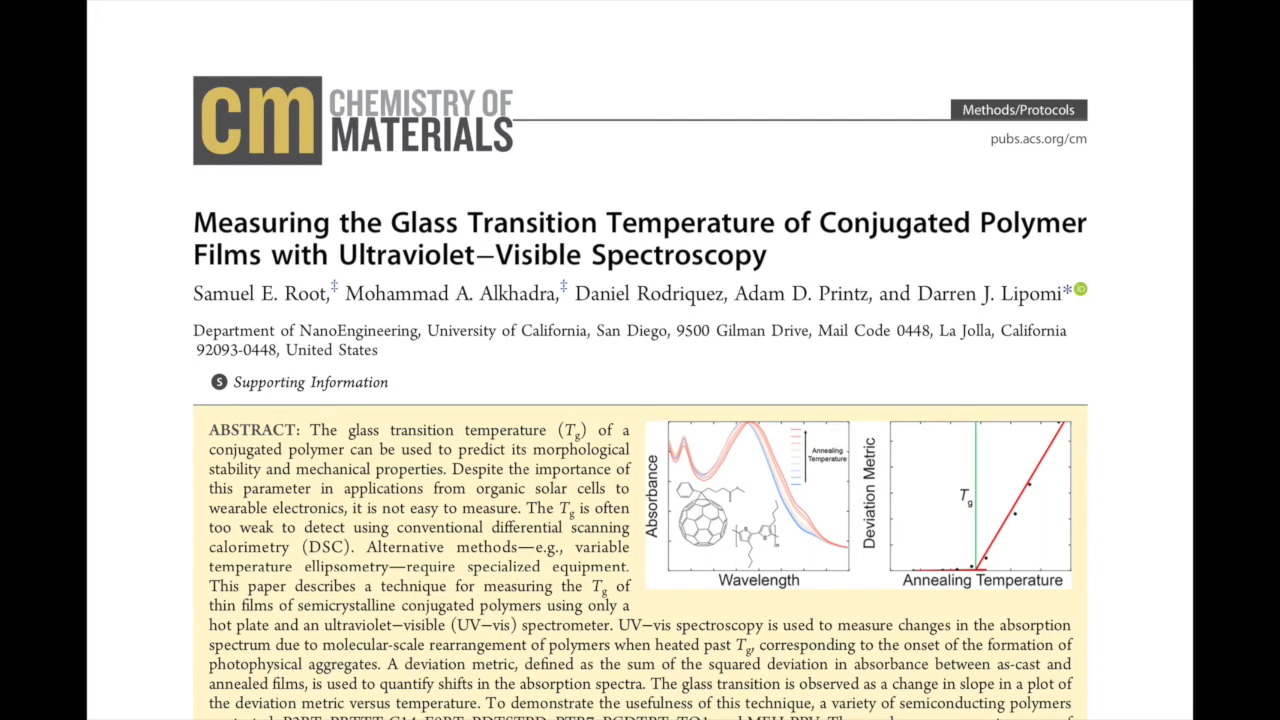 cm CHEMISTRY OF
MATERIALS
Methods/Protocols
pubs.acs.org/cm
Measuring the Glass Transition Temperature of Conjugated Polymer
Films with Ultraviolet−Visible Spectroscopy
Samuel E. Root,‡ Mohammad A. Alkhadra,‡ Daniel Rodriquez, Adam D. Printz, and Darren J. Lipomi*
Department of NanoEngineering, University of California, San Diego, 9500 Gilman Drive, Mail Code 0448, La Jolla, California
92093-0448, United States
S Supporting Information
ABSTRACT: The glass transition temperature (Tg) of a
conjugated polymer can be used to predict its morphological
stability and mechanical properties. Despite the importance of
this parameter in applications from organic solar cells to
wearable electronics, it is not easy to measure. The Tg is often
too weak to detect using conventional differential scanning
calorimetry (DSC). Alternative methods—e.g., variable
temperature ellipsometry—require specialized equipment.
This paper describes a technique for measuring the Tg of
thin films of semicrystalline conjugated polymers using only a
hot plate and an ultraviolet−visible (UV−vis) spectrometer. UV−vis spectroscopy is used to measure changes in the absorption
spectrum due to molecular-scale rearrangement of polymers when heated past Tg, corresponding to the onset of the formation of
photophysical aggregates. A deviation metric, defined as the sum of the squared deviation in absorbance between as-cast and
annealed films, is used to quantify shifts in the absorption spectra. The glass transition is observed as a change in slope in a plot of
the deviation metric versus temperature. To demonstrate the usefulness of this technique, a variety of semiconducting polymers
Absorbance
Annealing
Temperature
Wavelength
Deviation Metric
Tg
Annealing Temperature